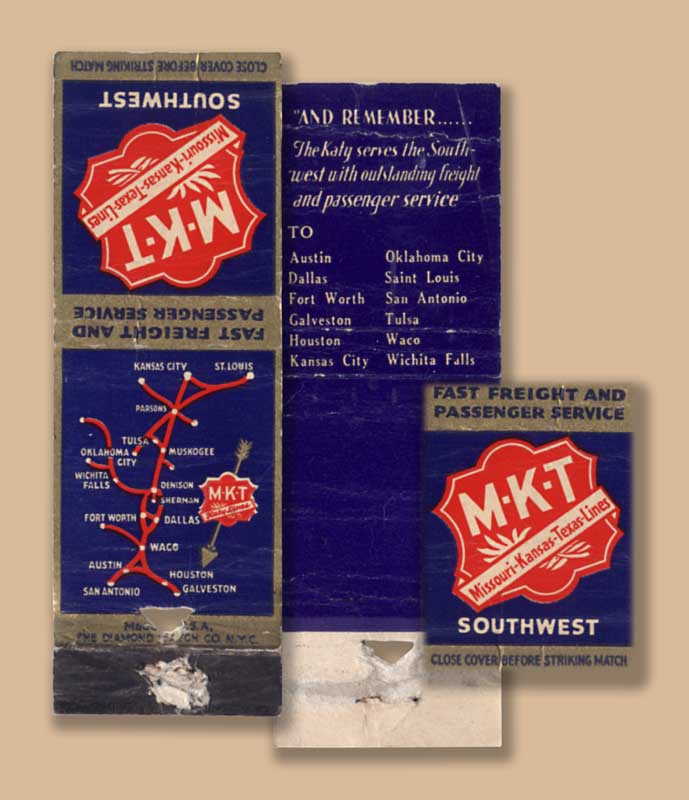 CLOSE COVER BEFORE STRIKING MATCH
SOUTHWEST
Missouri-Kansas-Texas-Lines
M·K·T
FAST FREIGHT AND
PASSENGER SERVICE
KANSAS CITY
ST. LOUIS
PARSONS
TULSA
MUSKOGEE
OKLAHOMA
CITY
WICHITA
FALLS
DENISON
SHERMAN
M·K·T
FORT WORTH
DALLAS
WACO
AUSTIN
HOUSTON
SAN ANTONIO
GALVESTON
THE DIAMOND CO. N.Y.C.
"AND REMEMBER......
The Katy serves the South-
west with outstanding freight
and passenger service
TO
Austin Oklahoma City
Dallas Saint Louis
Fort Worth San Antonio
Galveston Tulsa
Houston Waco
Kansas City Wichita Falls
FAST FREIGHT AND
PASSENGER SERVICE
M·K·T
Missouri-Kansas-Texas-Lines
SOUTHWEST
CLOSE COVER BEFORE STRIKING MATCH